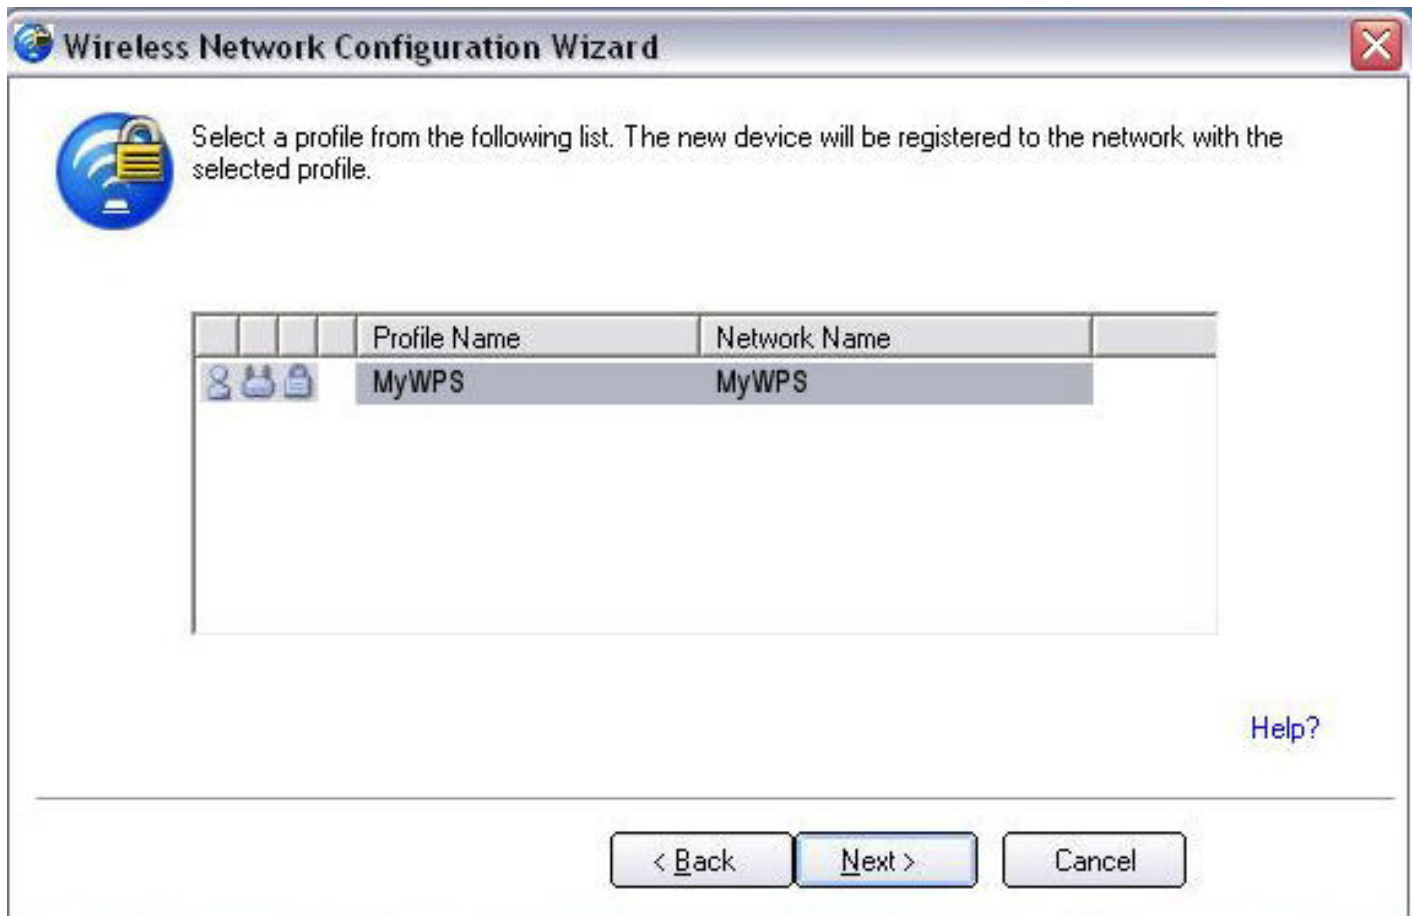 Wireless Network Configuration Wizard
Select a profile from the following list. The new device will be registered to the network with the
selected profile.
Profile Name Network Name
MyWPS MyWPS
Help?
< Back Next > Cancel